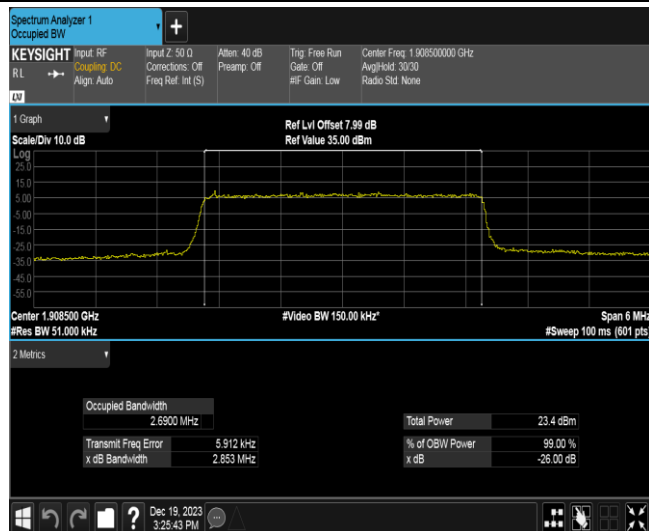 Spectrum Analyzer 1
Occupied BW
+
KEYSIGHT
RL
Input: RF
Coupling: DC
Align: Auto
Input Z: 50 Ω
Corrections: Off
Freq Ref: Int (S)
Atten: 40 dB
Preamp: Off
Trig: Free Run
Gate: Off
#IF Gain: Low
Center Freq: 1.908500000 GHz
Avg|Hold: 30/30
Radio Std: None
1 Graph
Scale/Div 10.0 dB
Ref Lvl Offset 7.99 dB
Ref Value 35.00 dBm
Log
25.0
15.0
5.00
-5.00
-15.0
-25.0
-35.0
-45.0
-55.0
Center 1.908500 GHz
#Res BW 51.000 kHz
#Video BW 150.00 kHz*
Span 6 MHz
#Sweep 100 ms (601 pts)
2 Metrics
Occupied Bandwidth
2.6900 MHz
Transmit Freq Error 5.912 kHz
x dB Bandwidth 2.853 MHz
Total Power 23.4 dBm
% of OBW Power 99.00 %
x dB -26.00 dB
?
Dec 19, 2023
3:25:43 PM